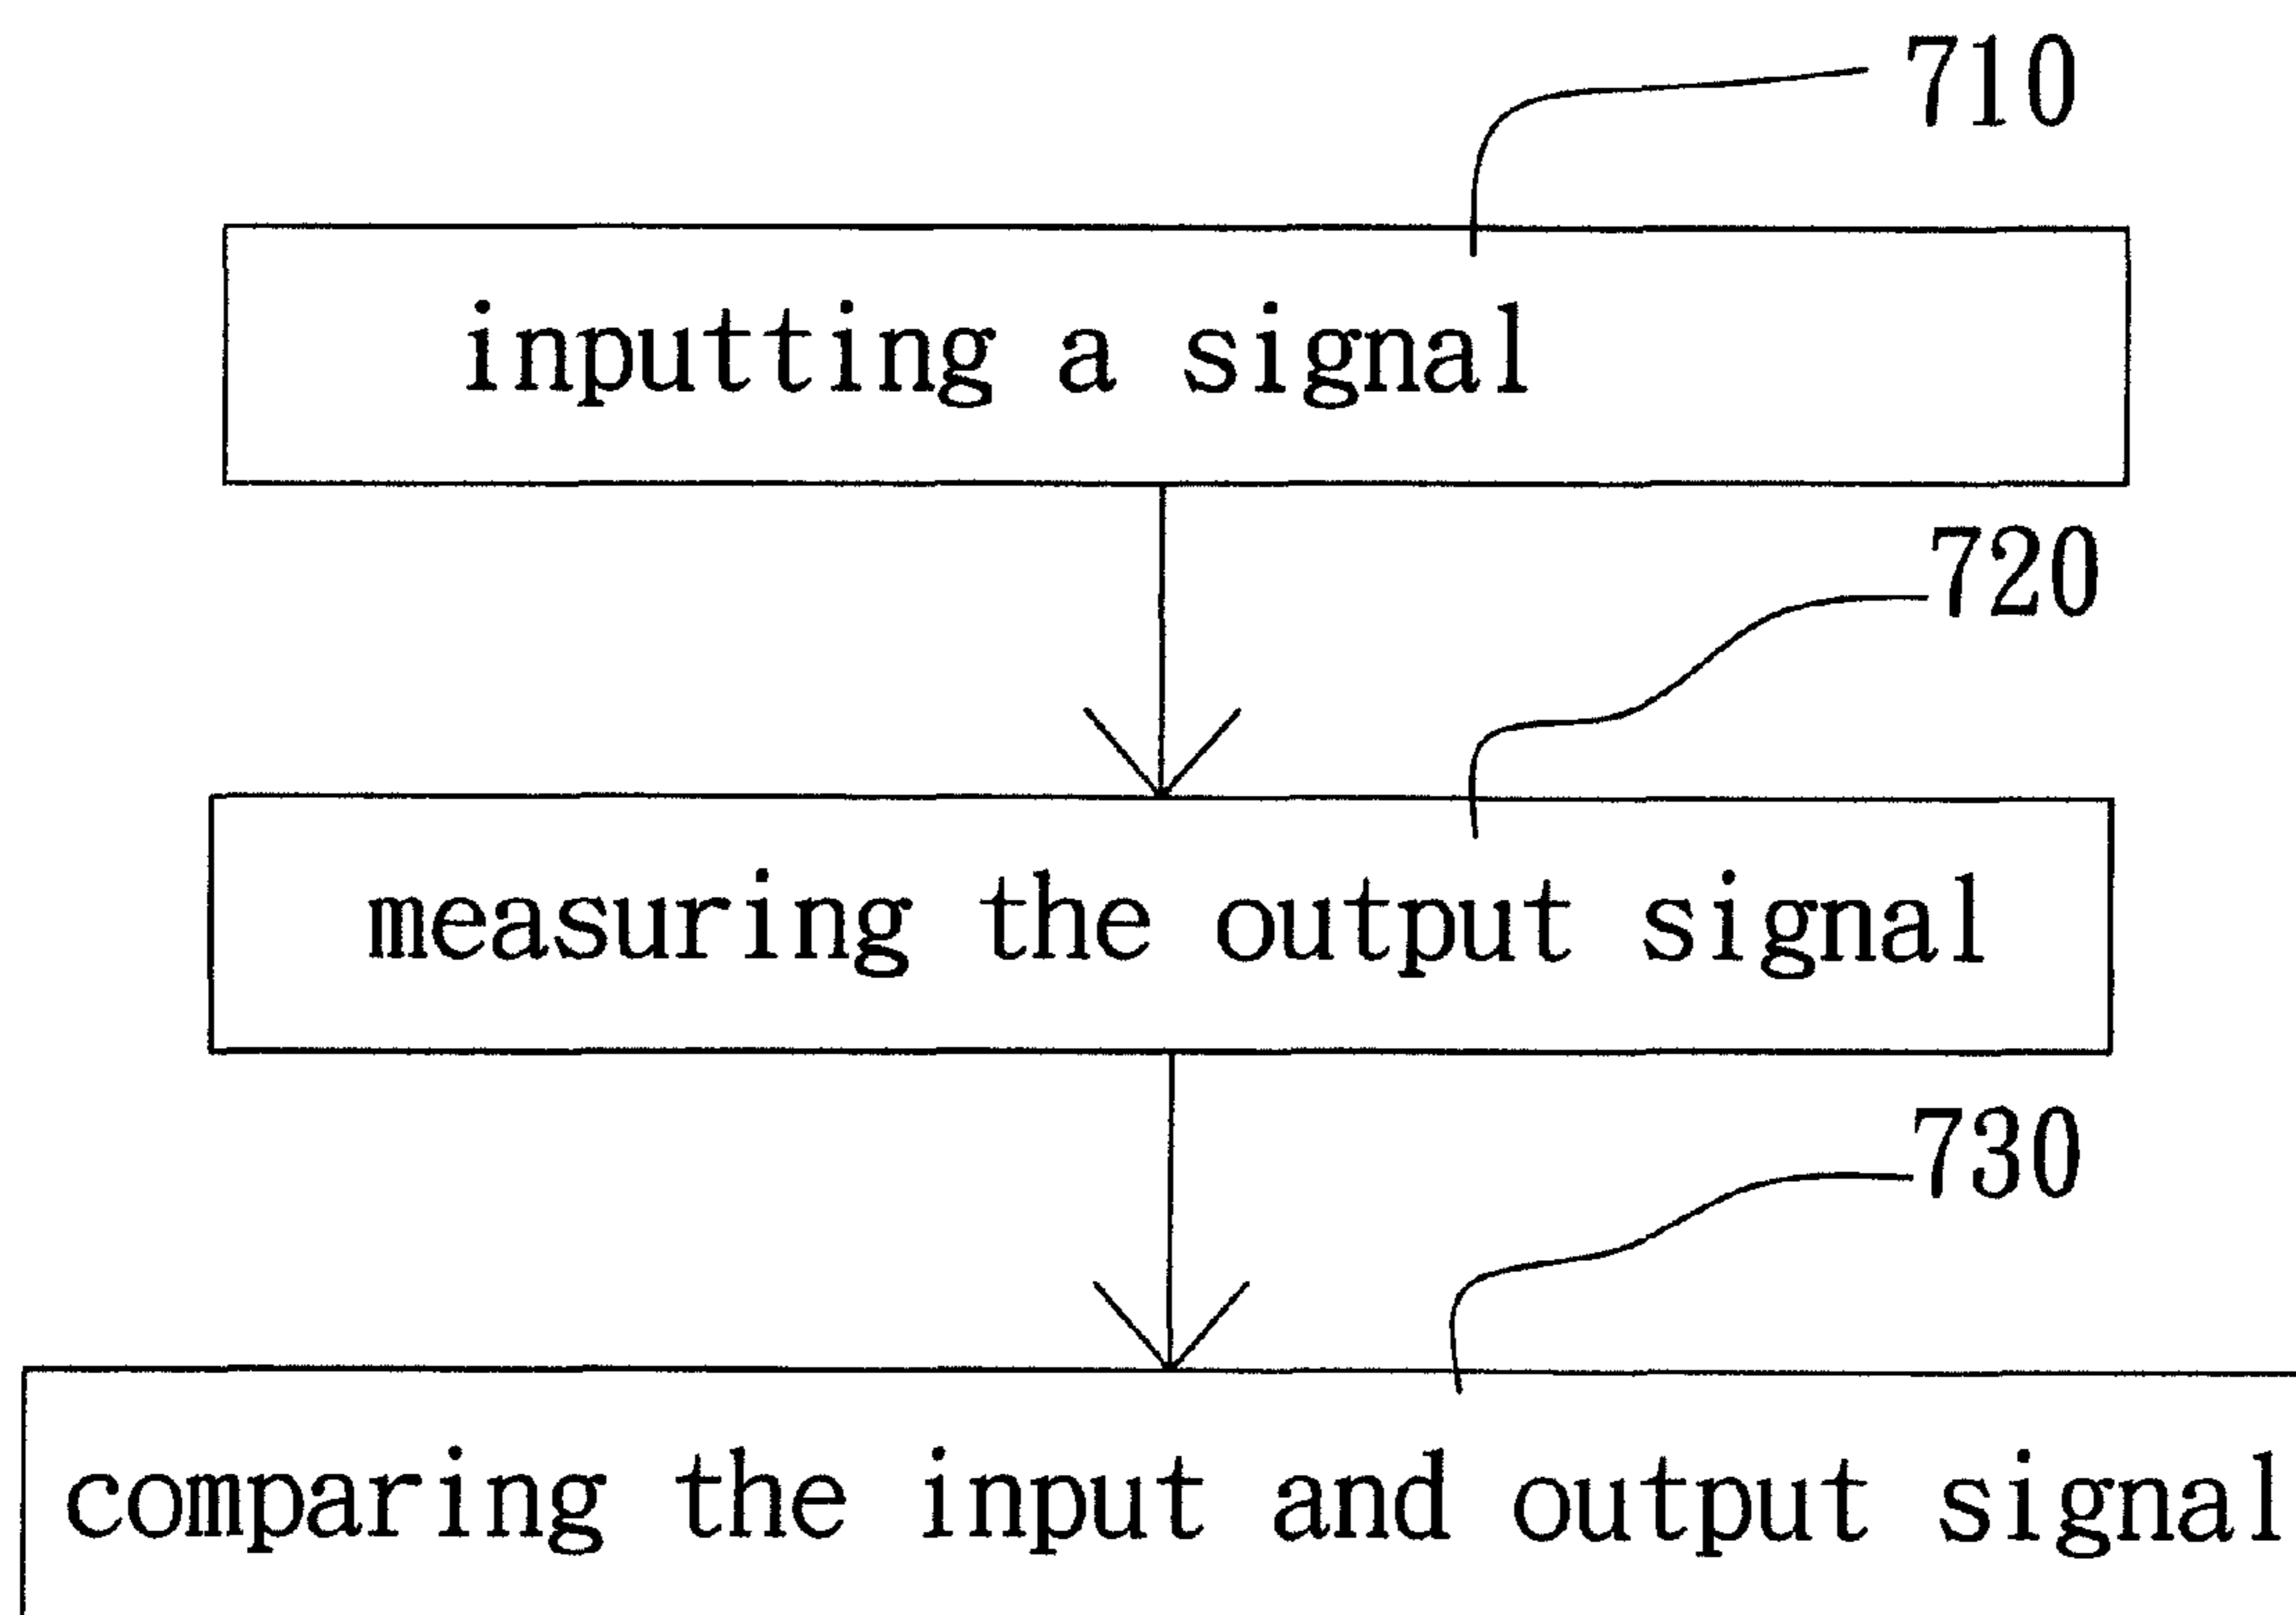 710
inputting a signal
720
measuring the output signal
730
comparing the input and output signal